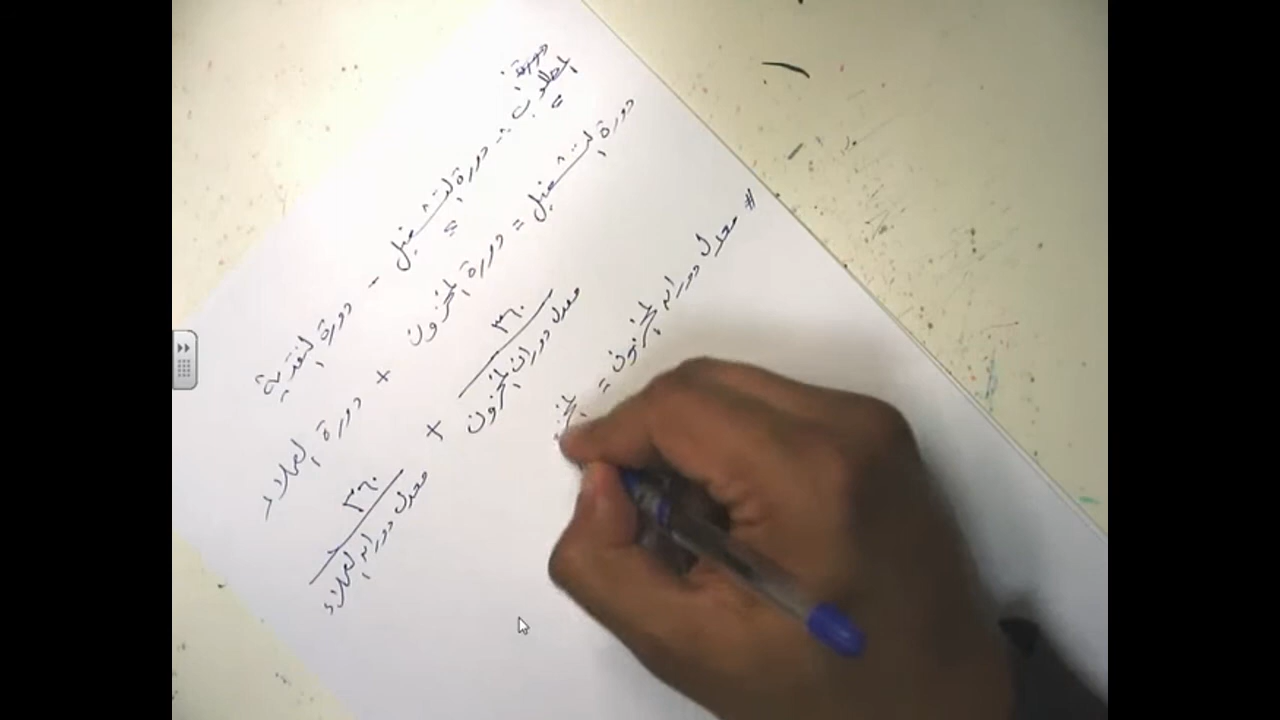 المطلوب :- دورة التشغيل - دورة النقدية
دورة التشغيل = دورة المخزون + دورة العملاء
٣٦٠ + ٣٦٠
معدل دوران المخزون معدل دوران العملاء
# معدل دوران المخزون =